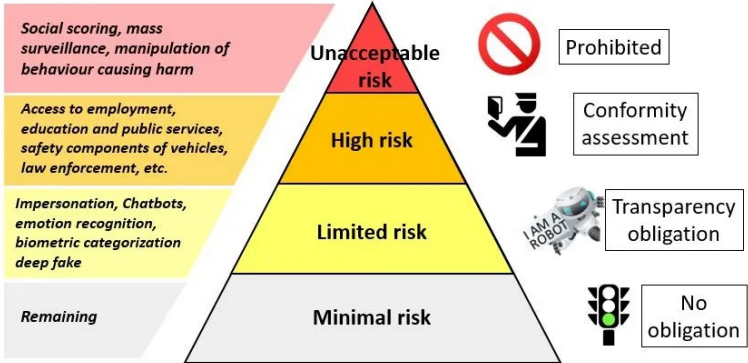 Social scoring, mass
surveillance, manipulation of
behaviour causing harm
Unacceptable
risk
Prohibited
Access to employment,
education and public services,
safety components of vehicles,
law enforcement, etc.
High risk
Conformity
assessment
Impersonation, Chatbots,
emotion recognition,
biometric categorization
deep fake
Limited risk
I AM A
ROBOT
Transparency
obligation
Remaining
Minimal risk
No
obligation